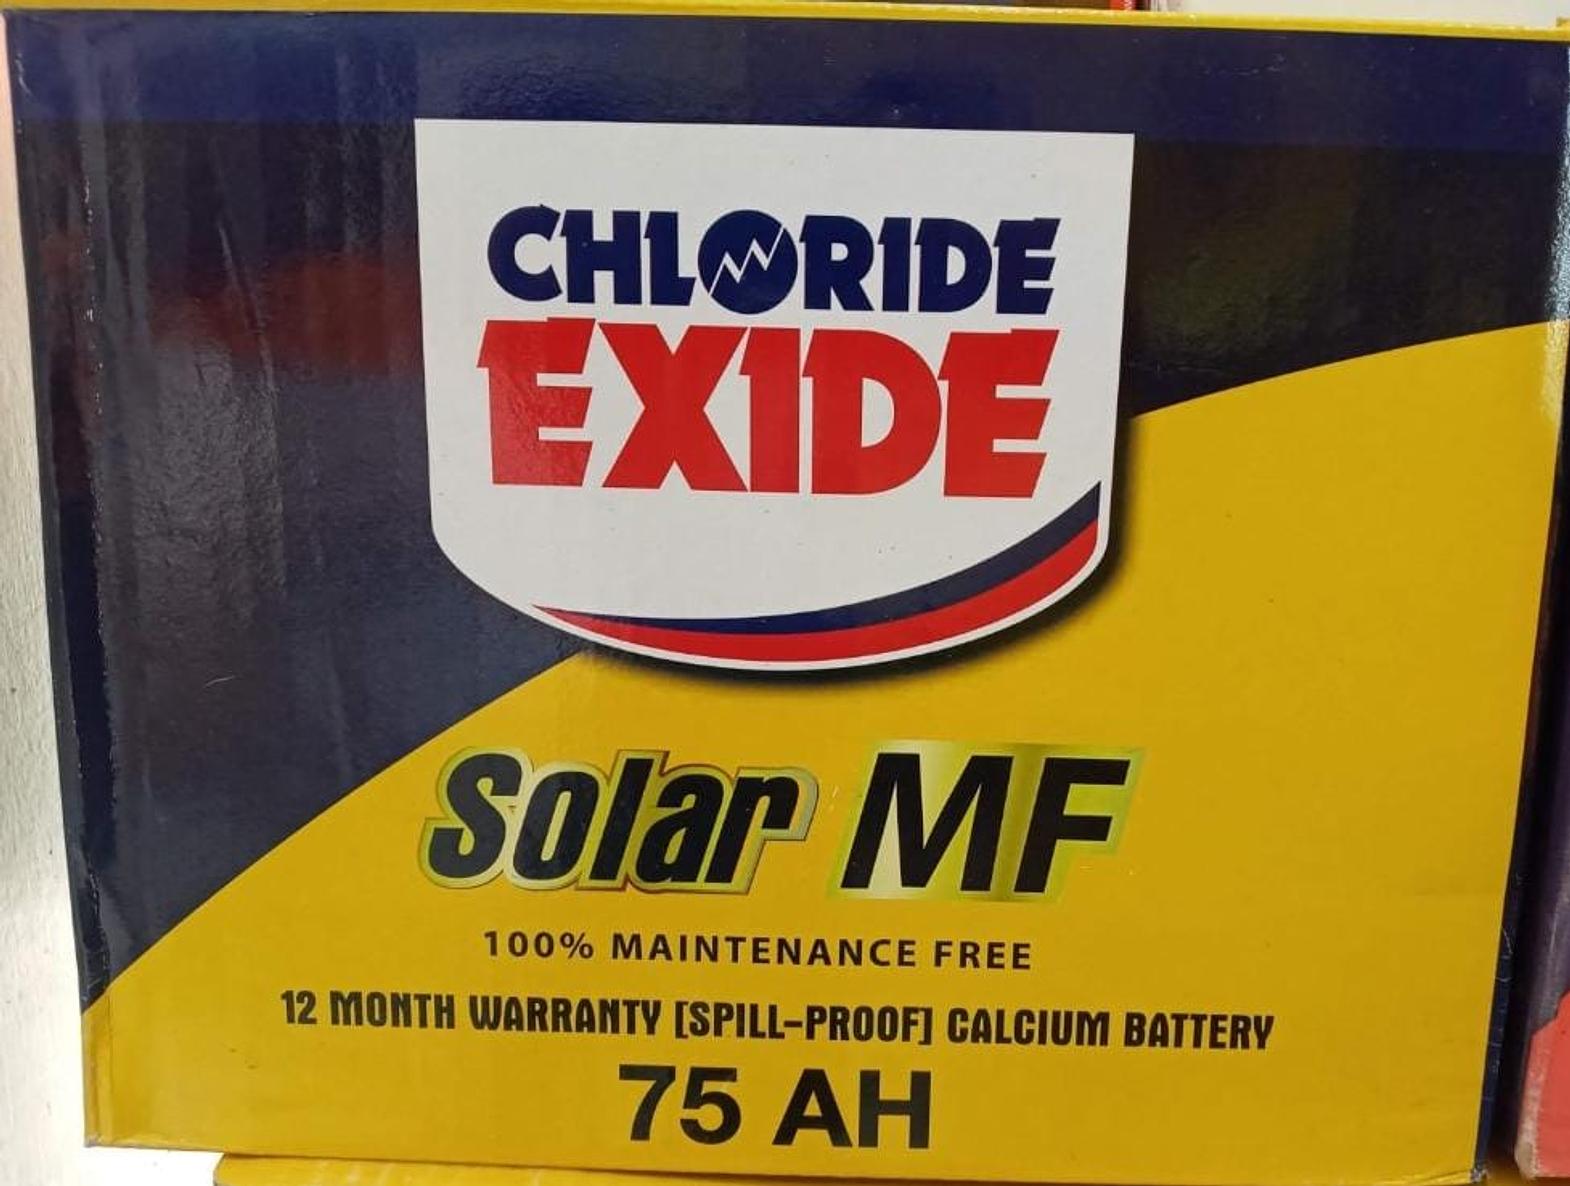 CHLORIDE
EXIDE
Solar MF
100% MAINTENANCE FREE
12 MONTH WARRANTY [SPILL-PROOF] CALCIUM BATTERY
75 AH